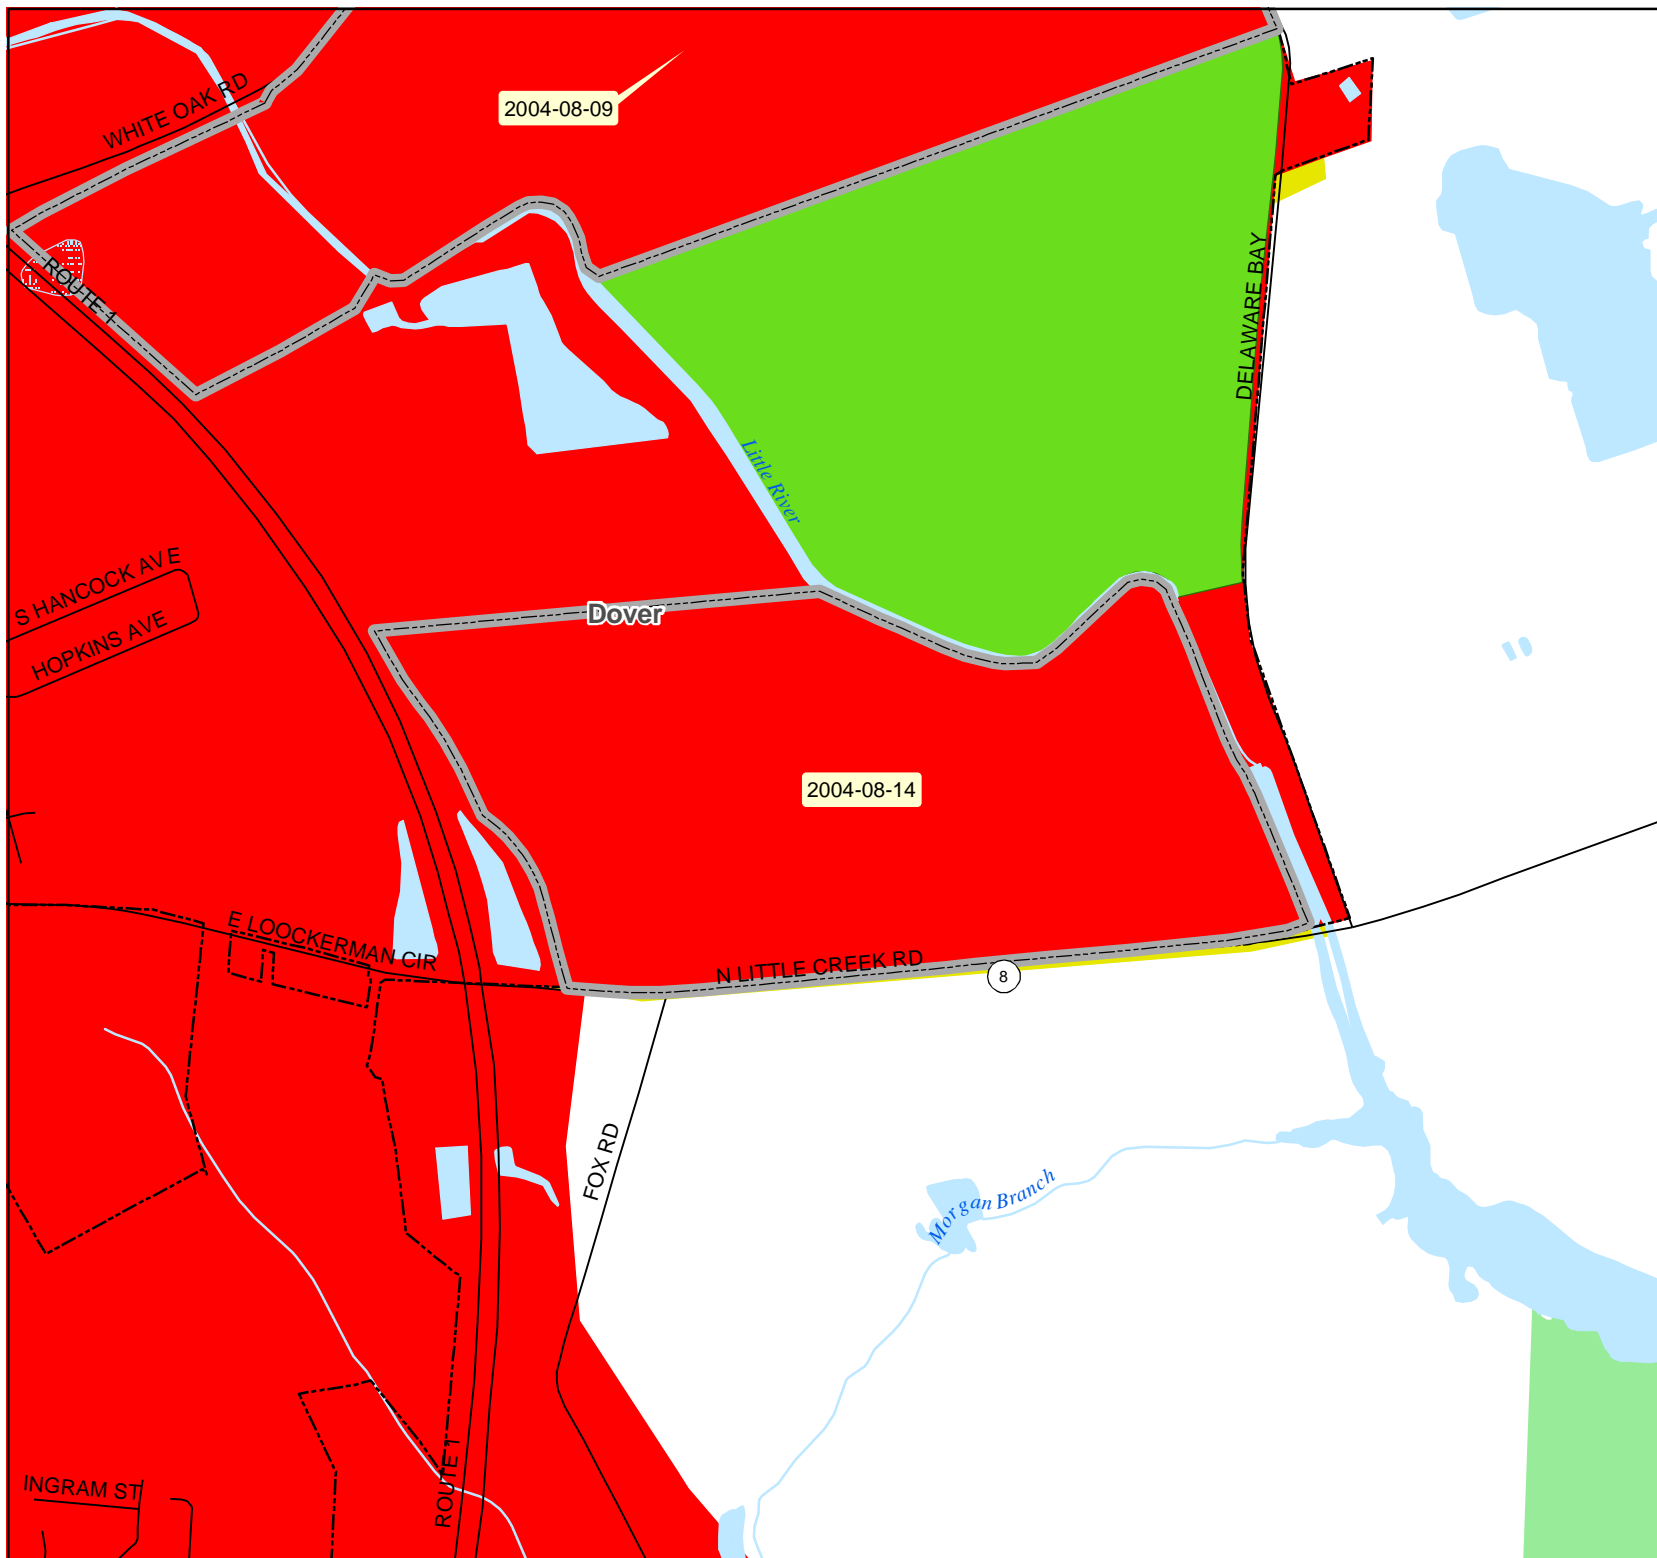 WHITE OAK RD
2004-08-09
ROUTE 1
DELAWARE BAY
Little River
S HANCOCK AVE
HOPKINS AVE
Dover
2004-08-14
E LOOCKERMAN CIR
N LITTLE CREEK RD
8
FOX RD
Morgan Branch
INGRAM ST
ROUTE 1